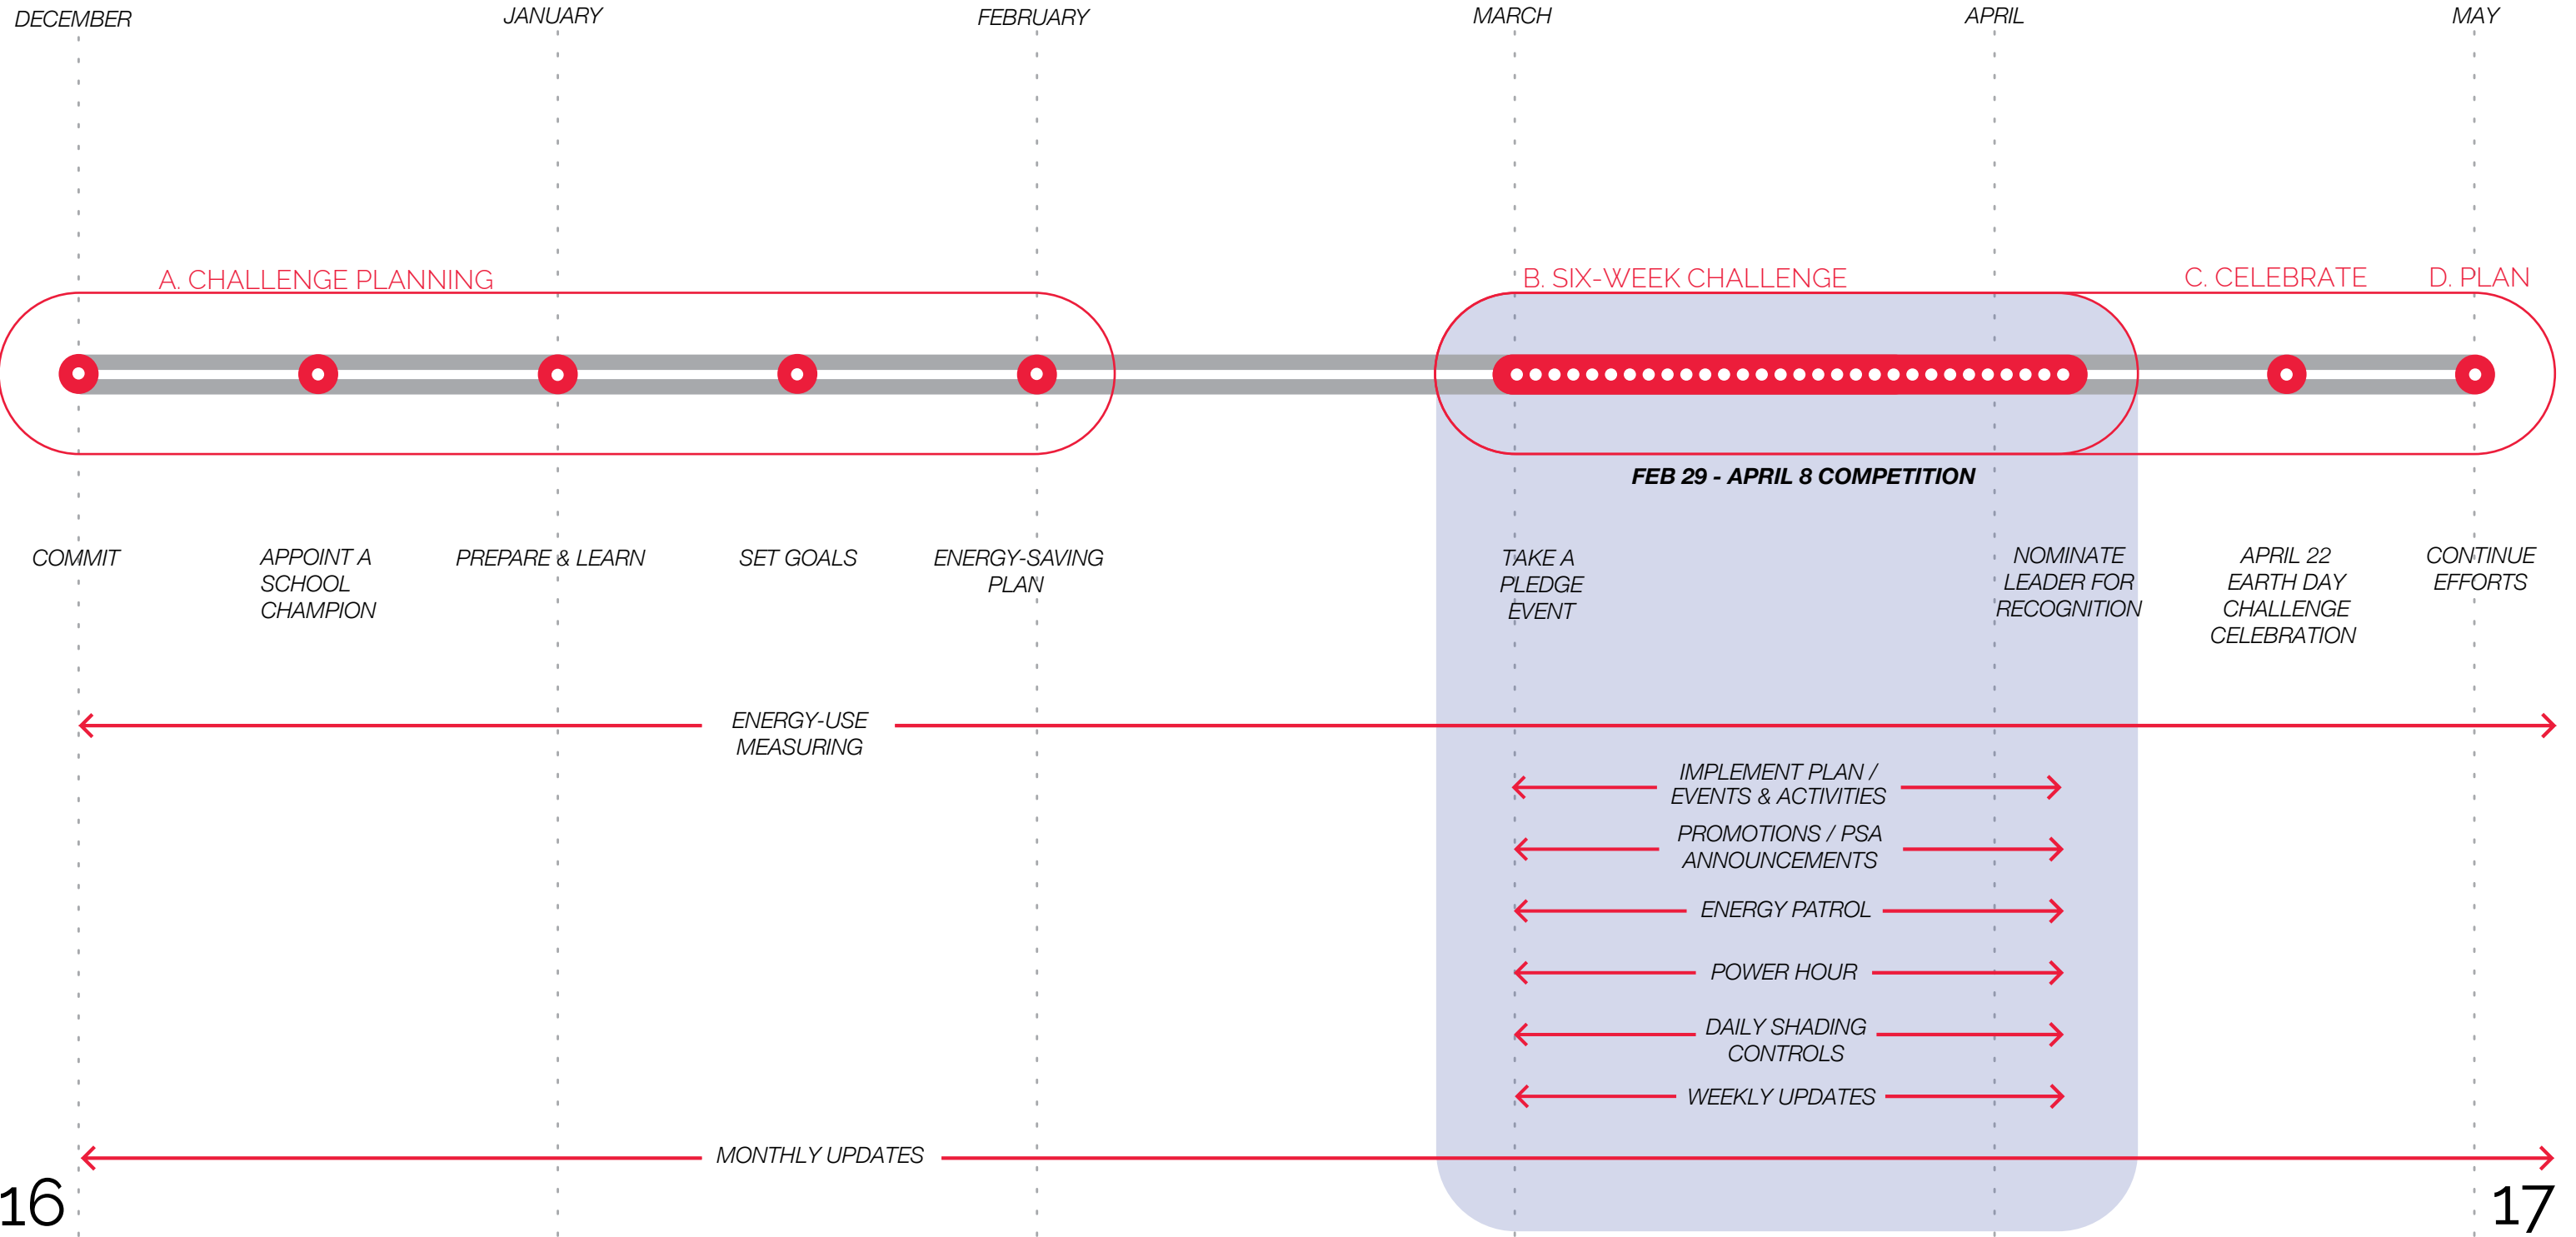 DECEMBER
JANUARY
FEBRUARY
MARCH
APRIL
MAY
A. CHALLENGE PLANNING
B. SIX-WEEK CHALLENGE
C. CELEBRATE
D. PLAN
FEB 29 - APRIL 8 COMPETITION
COMMIT
APPOINT A
SCHOOL
CHAMPION
PREPARE & LEARN
SET GOALS
ENERGY-SAVING
PLAN
TAKE A
PLEDGE
EVENT
NOMINATE
LEADER FOR
RECOGNITION
APRIL 22
EARTH DAY
CHALLENGE
CELEBRATION
CONTINUE
EFFORTS
ENERGY-USE
MEASURING
IMPLEMENT PLAN /
EVENTS & ACTIVITIES
PROMOTIONS / PSA
ANNOUNCEMENTS
ENERGY PATROL
POWER HOUR
DAILY SHADING
CONTROLS
WEEKLY UPDATES
MONTHLY UPDATES
16
17